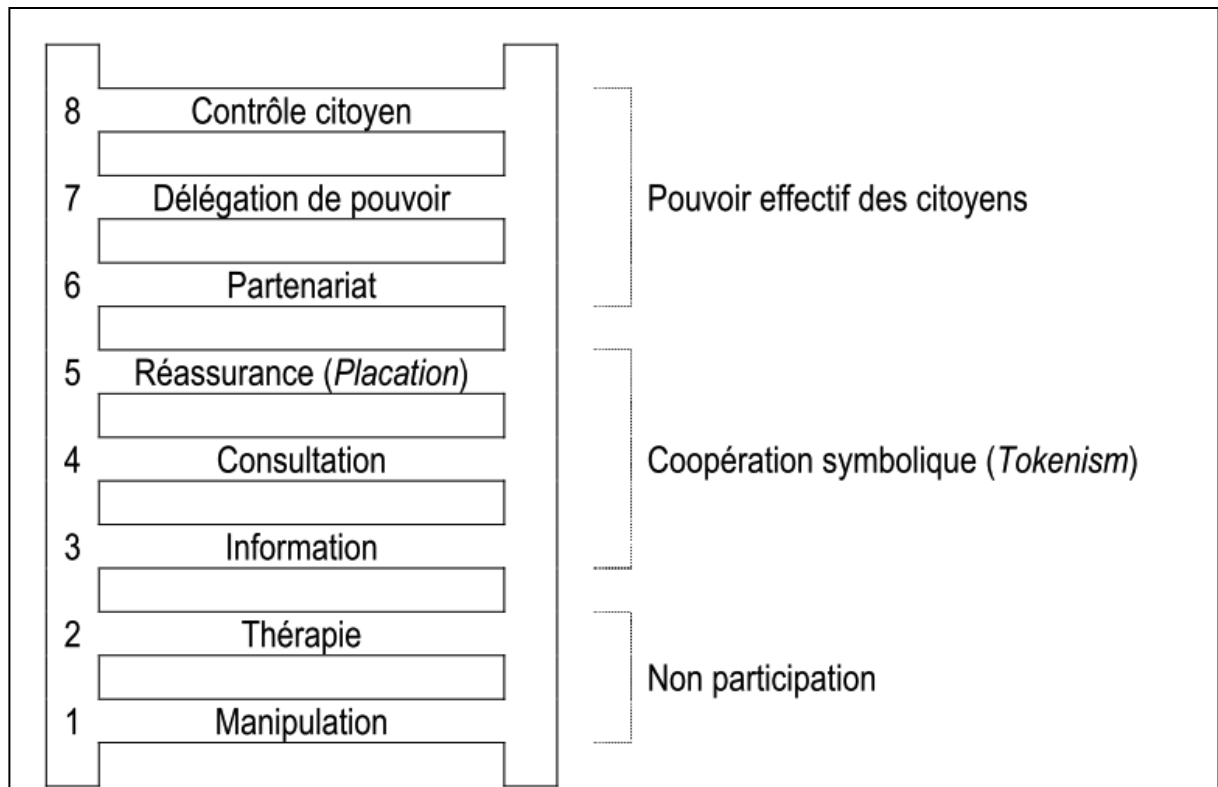 8 Contrôle citoyen
7 Délégation de pouvoir
Pouvoir effectif des citoyens
6 Partenariat
5 Réassurance (Placation)
4 Consultation
Coopération symbolique (Tokenism)
3 Information
2 Thérapie
Non participation
1 Manipulation